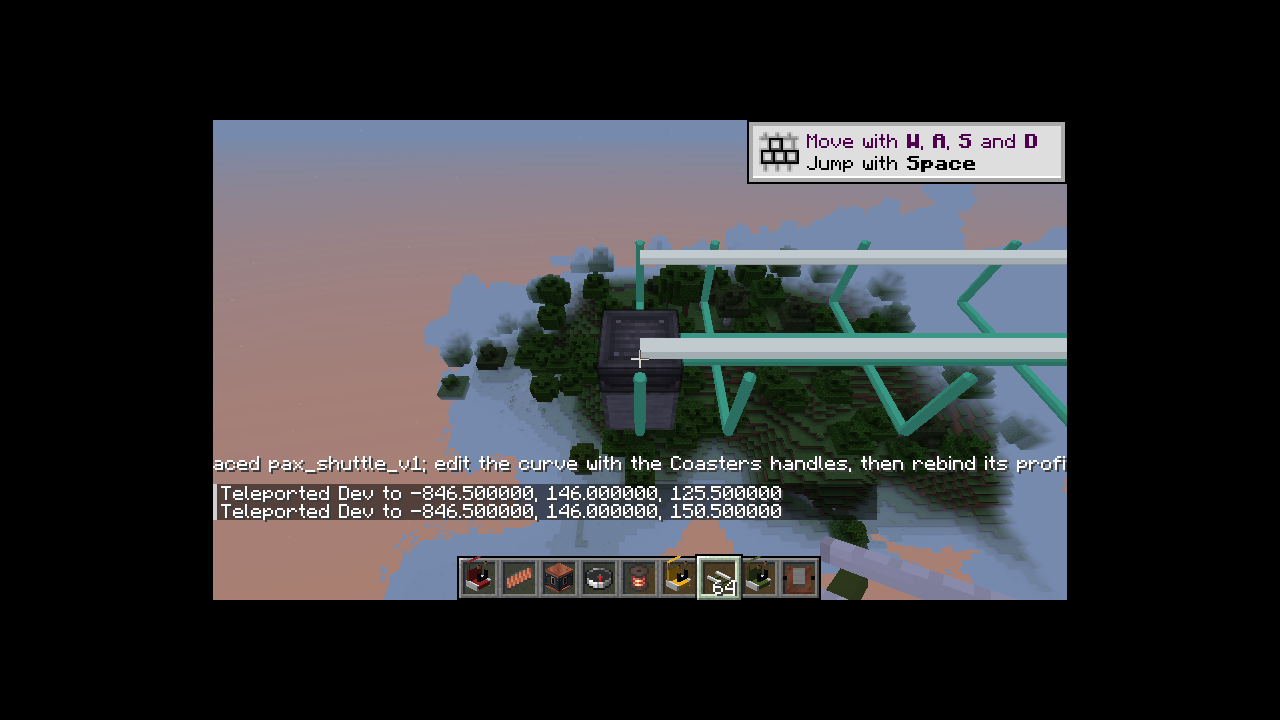 Move with W, A, S and D
Jump with Space
aced pax_shuttle_v1; edit the curve with the Coasters handles, then rebind its profi
Teleported Dev to -846.500000, 146.000000, 125.500000
Teleported Dev to -846.500000, 146.000000, 150.500000
64